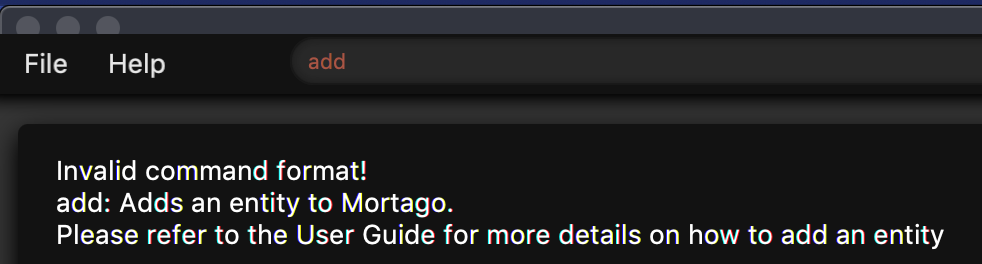 File Help add
Invalid command format!
add: Adds an entity to Mortago.
Please refer to the User Guide for more details on how to add an entity